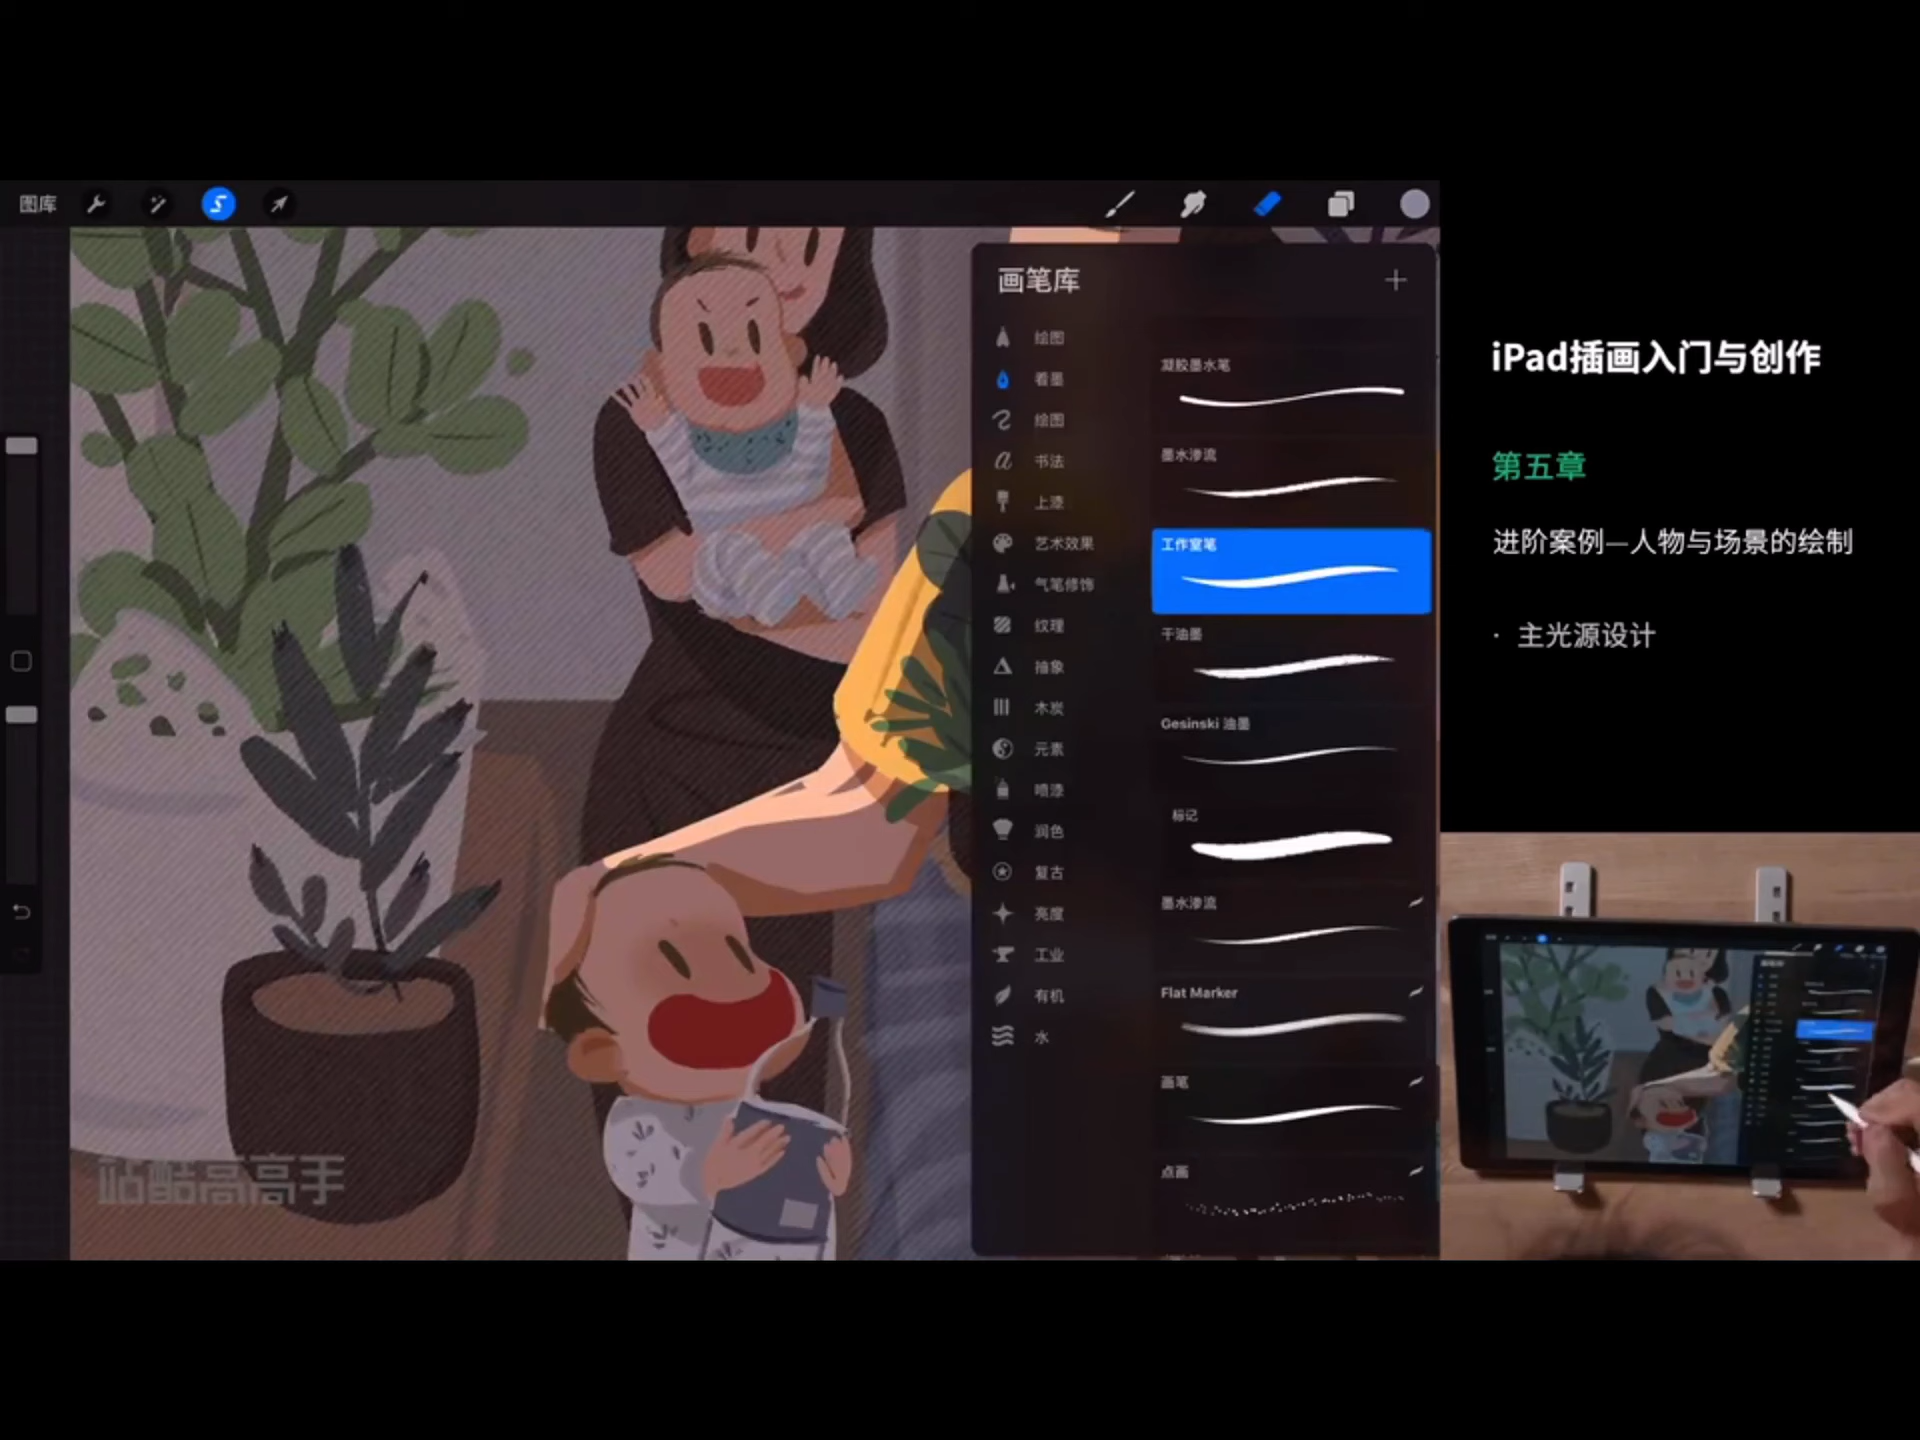 图库
画笔库
绘图
着墨
绘图
书法
上漆
艺术效果
气笔修饰
纹理
抽象
木炭
元素
喷漆
润色
复古
亮度
工业
有机
水
凝胶墨水笔
墨水渗流
工作室笔
干油墨
Gesinski 油墨
标记
墨水渗流
Flat Marker
画笔
点画
iPad插画入门与创作
第五章
进阶案例—人物与场景的绘制
· 主光源设计
站酷高高手